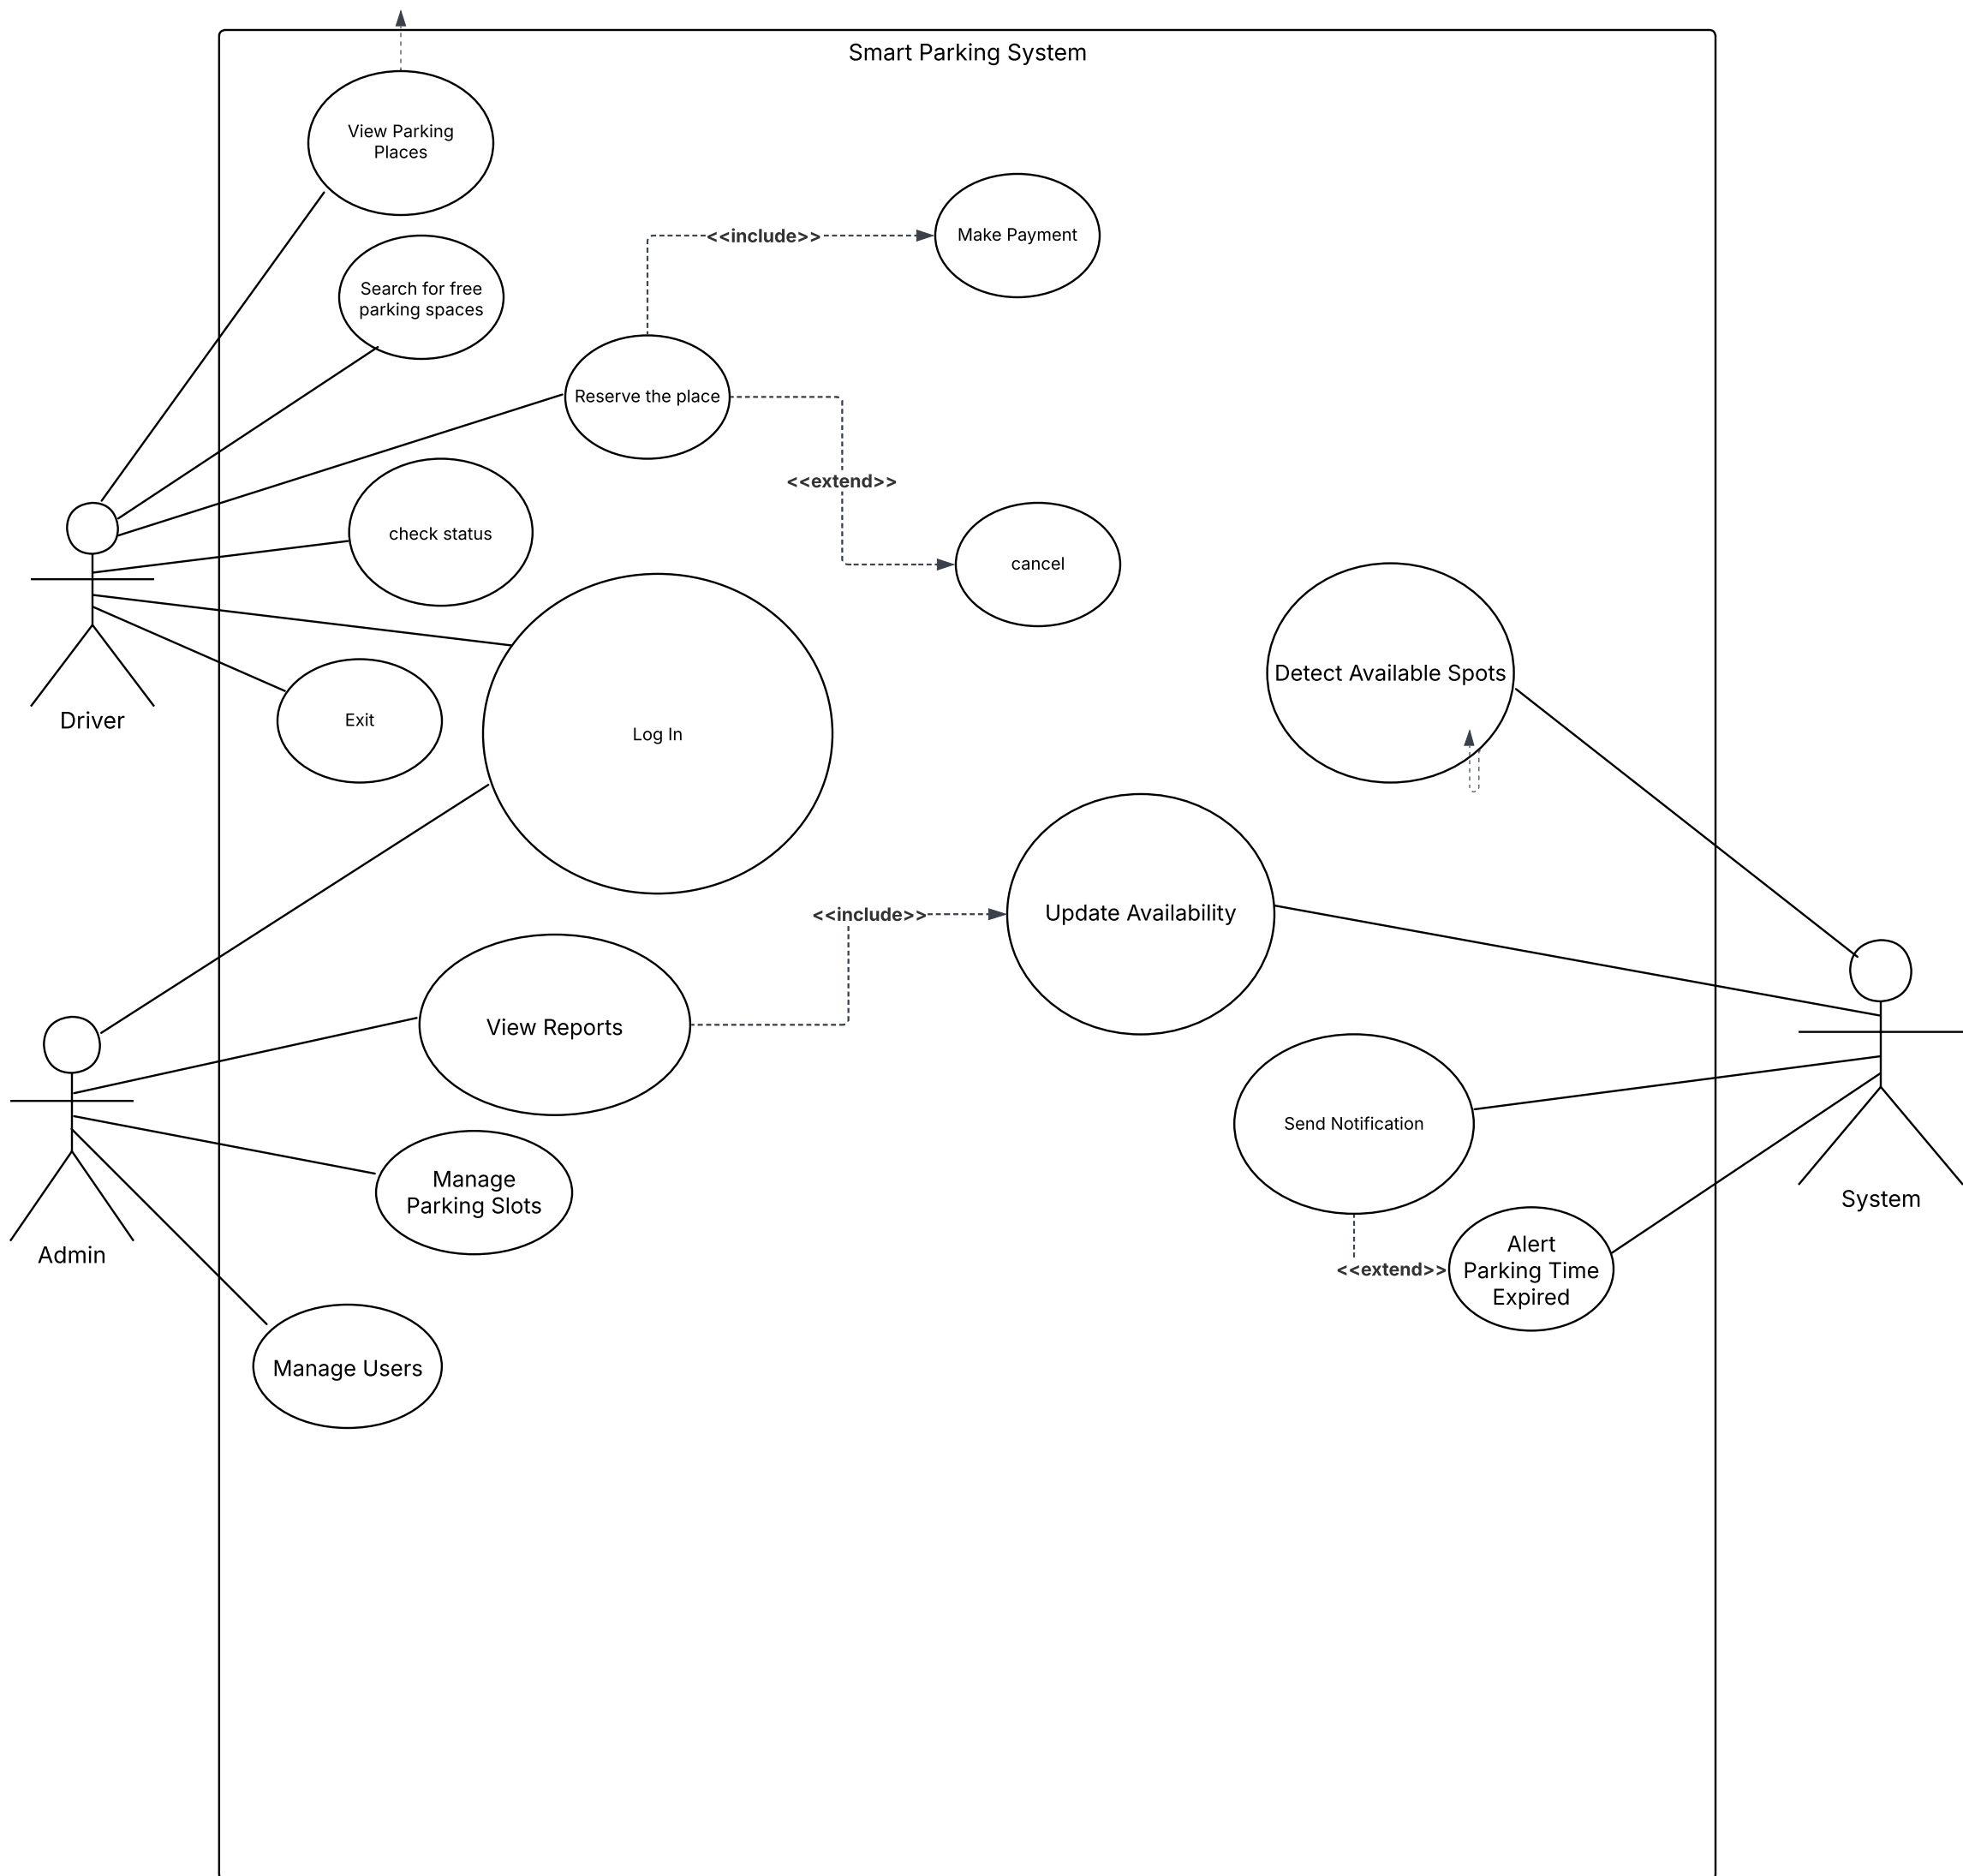 Smart Parking System
View Parking
Places
<<include>>
Make Payment
Search for free
parking spaces
Reserve the place
<<extend>>
check status
cancel
Detect Available Spots
Driver
Exit
Log In
<<include>>
Update Availability
View Reports
Send Notification
Manage
Parking Slots
System
Admin
<<extend>>
Alert
Parking Time
Expired
Manage Users